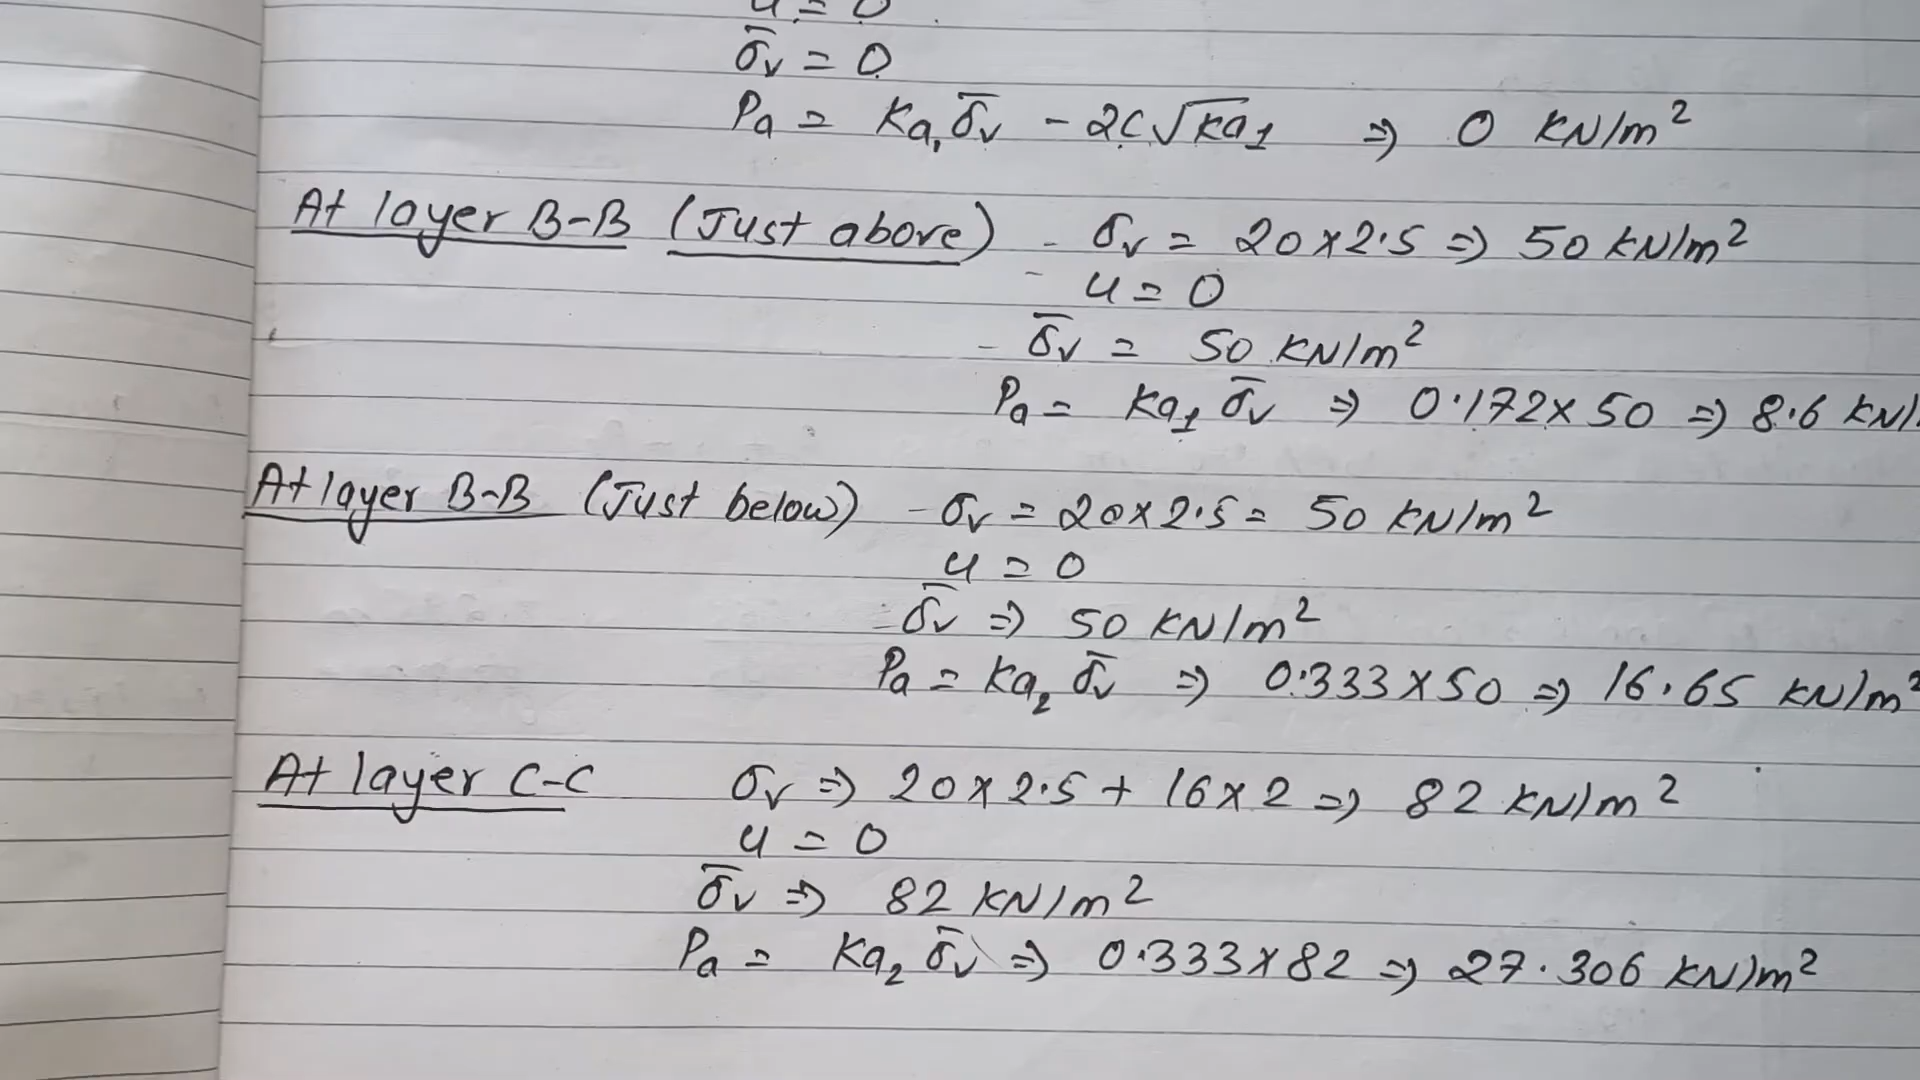 u = 0
σ̄v = 0
Pa = Ka₁ σ̄v - 2C√ka1 ⇒ 0 KN/m²
At layer B-B (Just above) - σv = 20×2.5 ⇒ 50 KN/m²
u = 0
σ̄v = 50 KN/m²
Pa = Ka1 σ̄v ⇒ 0.172×50 ⇒ 8.6 KN/
At layer B-B (Just below) - σv = 20×2.5 = 50 KN/m²
u = 0
σ̄v ⇒ 50 KN/m²
Pa = Ka₂ σ̄v ⇒ 0.333×50 ⇒ 16.65 KN/m²
At layer C-C σv ⇒ 20×2.5 + 16×2 ⇒ 82 KN/m²
u = 0
σ̄v ⇒ 82 KN/m²
Pa = Ka₂ σ̄v ⇒ 0.333×82 ⇒ 27.306 KN/m²